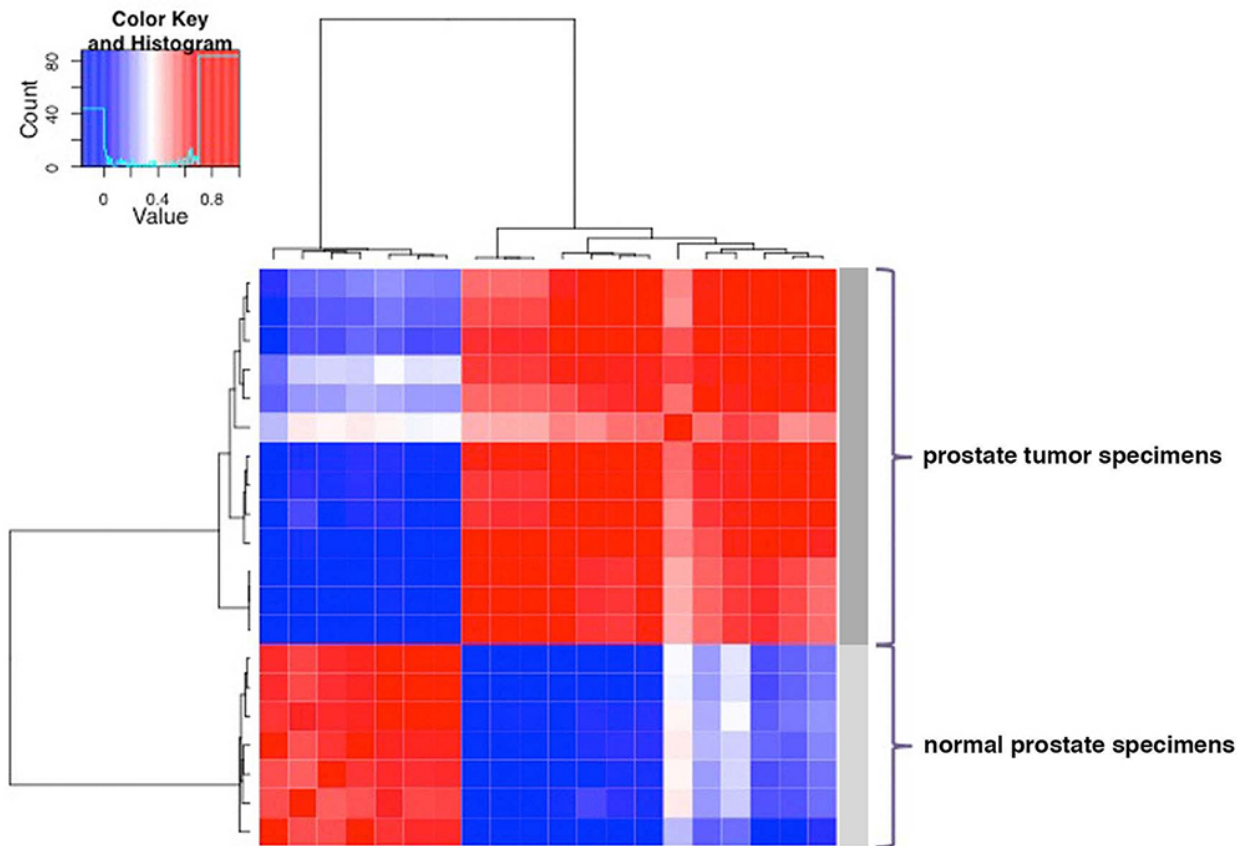 Color Key
and Histogram
80
40
0
Count
0 0.4 0.8
Value
prostate tumor specimens
normal prostate specimens